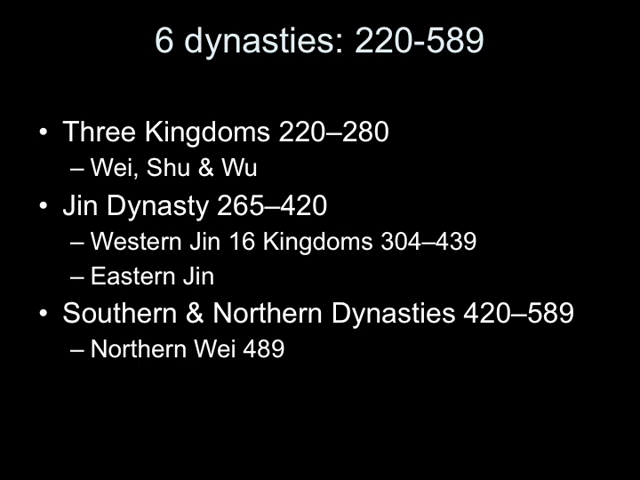 6 dynasties: 220-589
• Three Kingdoms 220–280
– Wei, Shu & Wu
• Jin Dynasty 265–420
– Western Jin 16 Kingdoms 304–439
– Eastern Jin
• Southern & Northern Dynasties 420–589
– Northern Wei 489